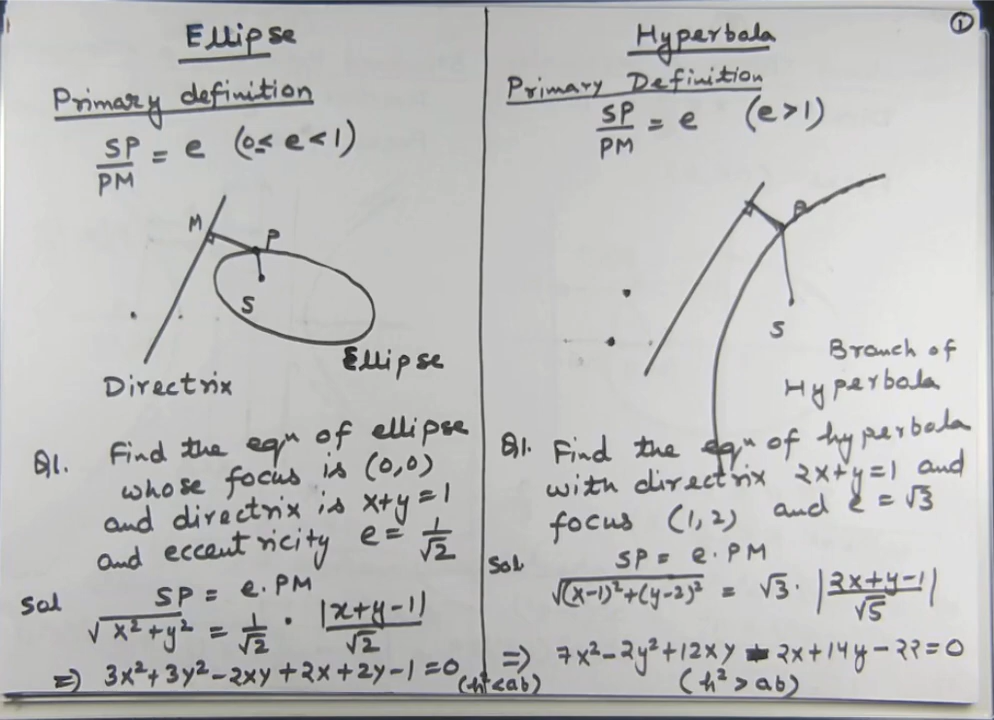 Ellipse
Primary definition
SP/PM = e (0≤ e < 1)
M
P
S
Ellipse
Directrix
Q1. Find the eqn of ellipse
whose focus is (0,0)
and directrix is x+y=1
and eccentricity e = 1/√2
Sol SP = e. PM
√x²+y² = 1/√2 · |x+y-1|/√2
⇒ 3x²+3y²-2xy+2x+2y-1=0 (h²<ab)
①
Hyperbola
Primary Definition
SP/PM = e (e>1)
P
S
Branch of
Hyperbola
Q1. Find the eqn of hyperbola
with directrix 2x+y=1 and
focus (1,2) and e = √3
Sol. SP = e. PM
√(x-1)²+(y-2)² = √3 · |2x+y-1|/√5
⇒ 7x²-2y²+12xy - 2x+14y-22=0
(h²>ab)